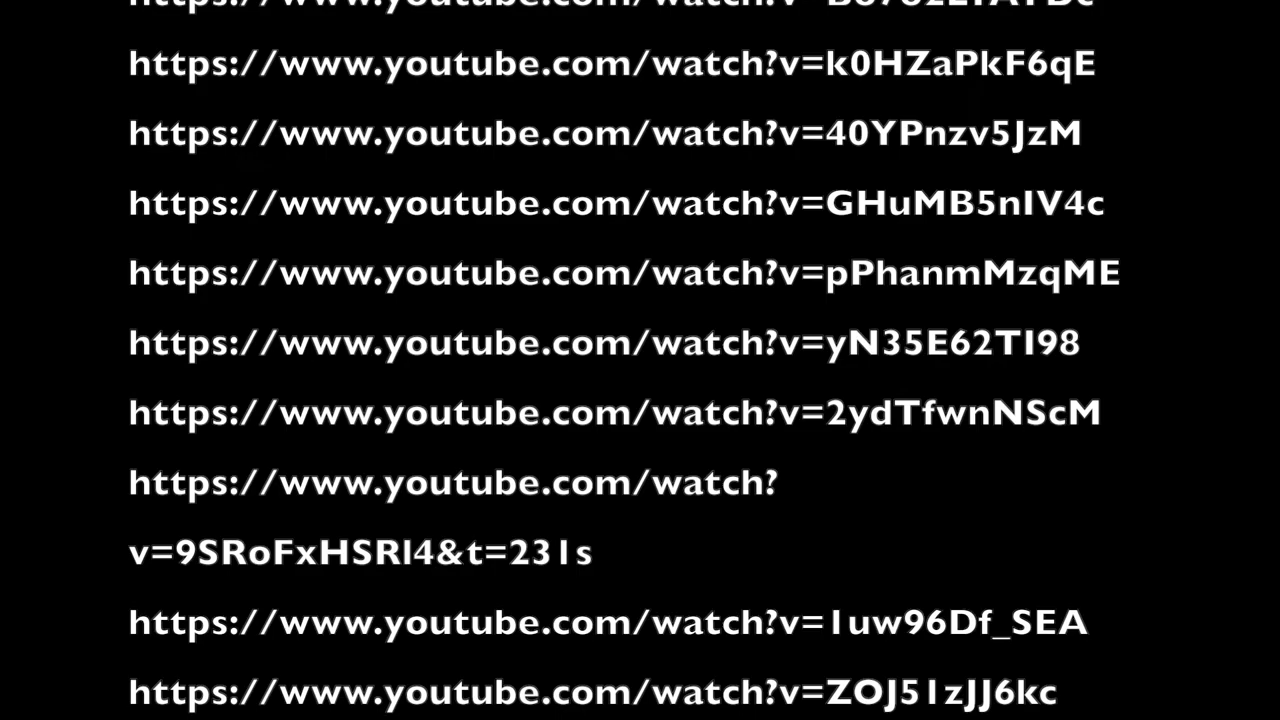 https://www.youtube.com/watch?v=k0HZaPkF6qE
https://www.youtube.com/watch?v=40YPnzv5JzM
https://www.youtube.com/watch?v=GHuMB5nIV4c
https://www.youtube.com/watch?v=pPhanmMzqME
https://www.youtube.com/watch?v=yN35E62TI98
https://www.youtube.com/watch?v=2ydTfwnNScM
https://www.youtube.com/watch?
v=9SRoFxHSRl4&t=231s
https://www.youtube.com/watch?v=1uw96Df_SEA
https://www.youtube.com/watch?v=ZOJ51zJJ6kc